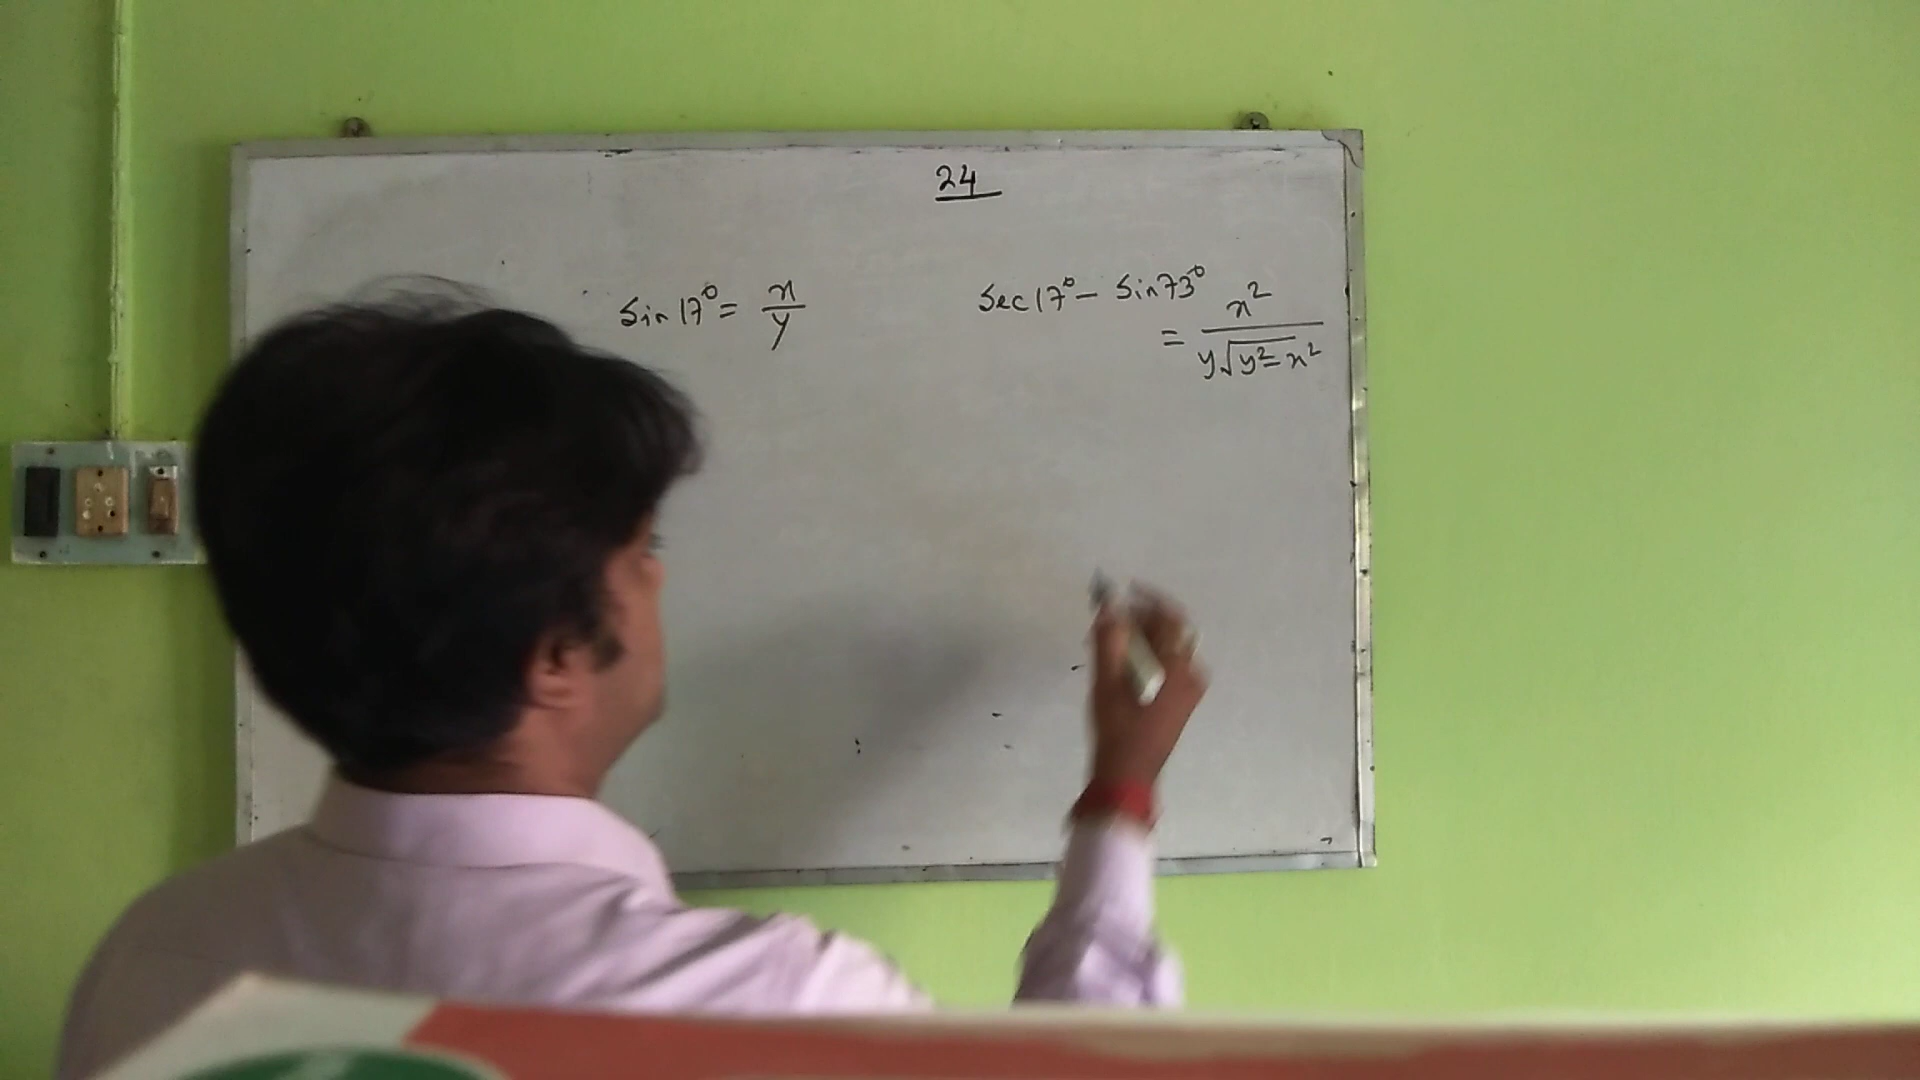 24
Sin 17° = x/y
Sec 17° - Sin 73°
= x²/(y√(y² - x²))